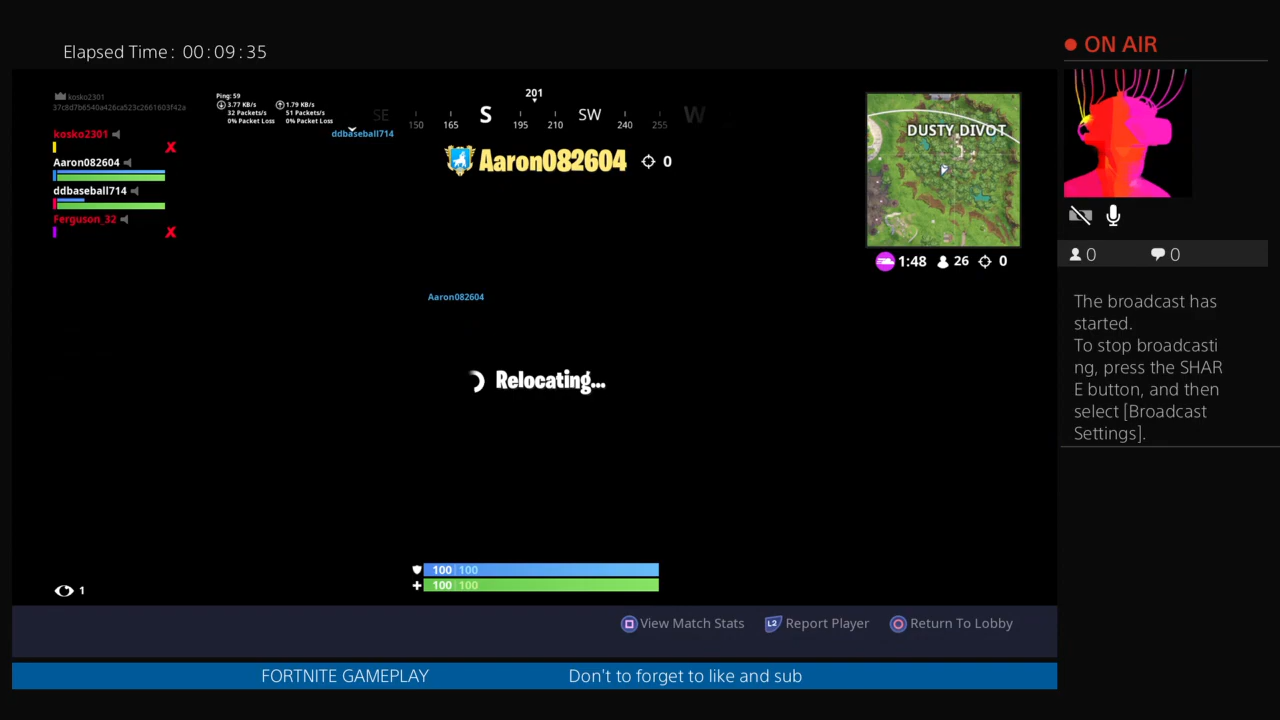 Elapsed Time: 00:09:35
ON AIR
kosko2301
37c8d7b6540a426ca523c2661603f42a
Ping: 59
3.77 KB/s 1.79 KB/s
32 Packets/s 51 Packets/s
0% Packet Loss 0% Packet Loss
201
SE S SW W
150 165 195 210 240 255
ddbaseball714
kosko2301 X
Aaron082604
ddbaseball714
Ferguson_32 X
Aaron082604 0
DUSTY DIVOT
1:48 26 0
0 0
Aaron082604
Relocating...
The broadcast has
started.
To stop broadcasti
ng, press the SHAR
E button, and then
select [Broadcast
Settings].
100 100
100 100
1
View Match Stats L2 Report Player Return To Lobby
FORTNITE GAMEPLAY Don't to forget to like and sub